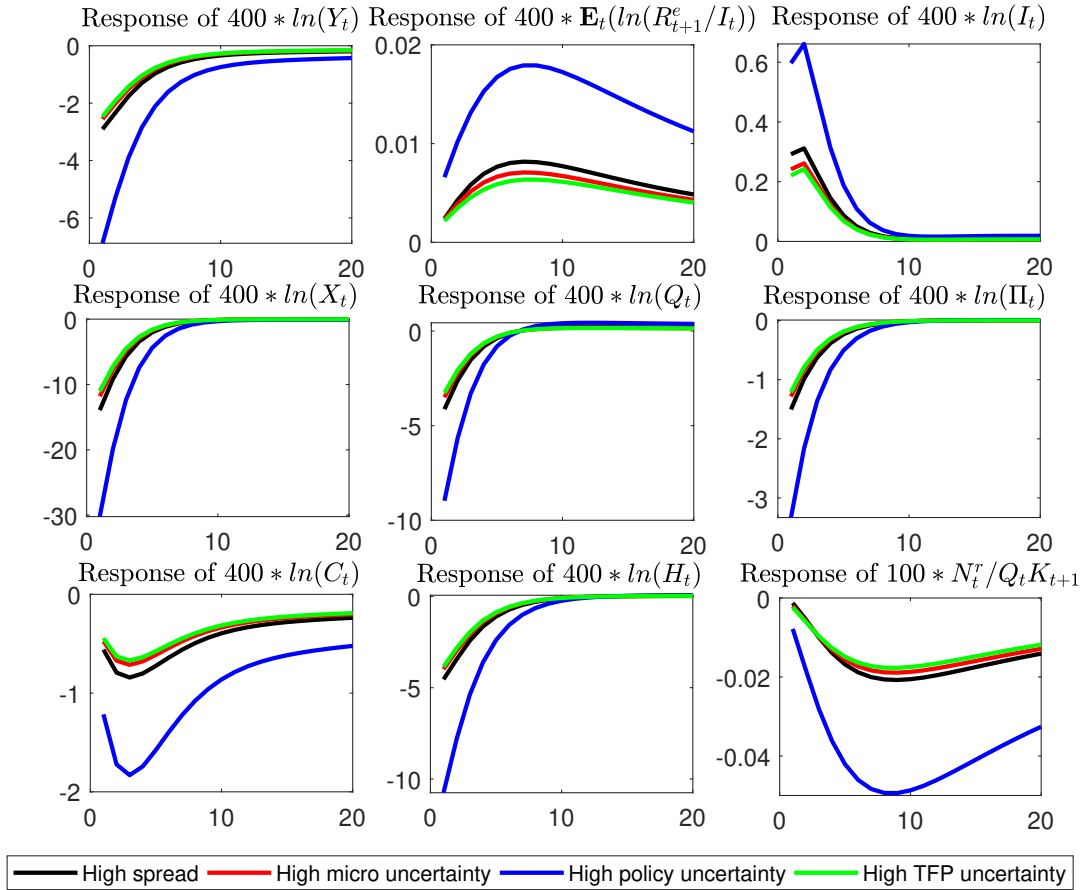 Response of 400 ∗ ln(Y_t)
Response of 400 ∗ E_t(ln(R^e_{t+1}/I_t))
Response of 400 ∗ ln(I_t)
0
-2
-4
-6
0 10 20
0.02
0.01
0
0 10 20
0.6
0.4
0.2
0
0 10 20
Response of 400 ∗ ln(X_t)
Response of 400 ∗ ln(Q_t)
Response of 400 ∗ ln(Π_t)
0
-10
-20
-30
0 10 20
0
-5
-10
0 10 20
0
-1
-2
-3
0 10 20
Response of 400 ∗ ln(C_t)
Response of 400 ∗ ln(H_t)
Response of 100 ∗ N^r_t/Q_tK_{t+1}
0
-1
-2
0 10 20
0
-5
-10
0 10 20
0
-0.02
-0.04
0 10 20
High spread
High micro uncertainty
High policy uncertainty
High TFP uncertainty